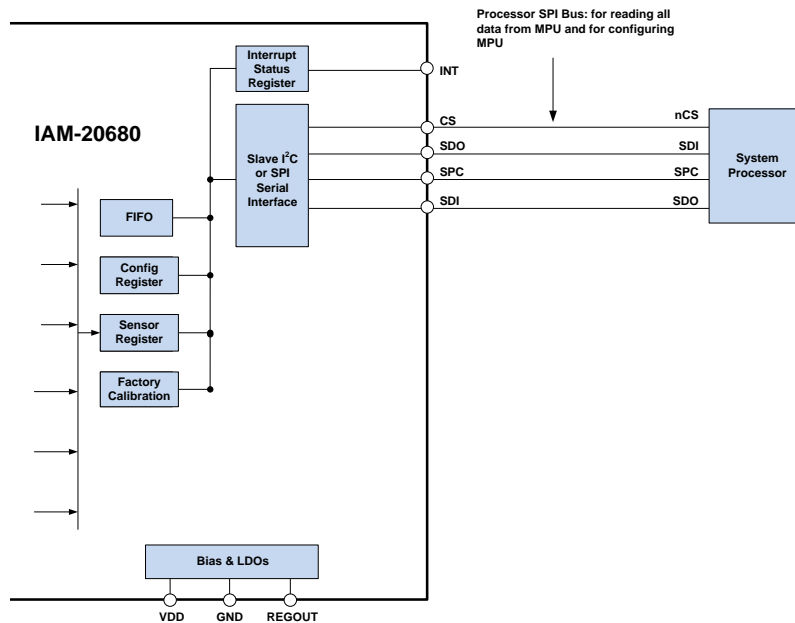 Processor SPI Bus: for reading all
data from MPU and for configuring
MPU
Interrupt
Status
Register
INT
IAM-20680
CS
nCS
Slave I²C
or SPI
Serial
Interface
SDO
SDI
System
Processor
SPC
SPC
SDI
SDO
FIFO
Config
Register
Sensor
Register
Factory
Calibration
Bias & LDOs
VDD
GND
REGOUT